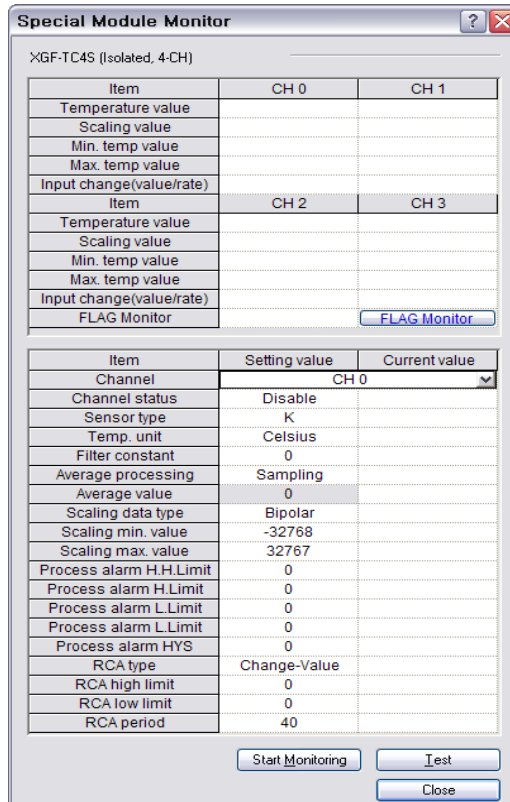 Special Module Monitor
XGF-TC4S (Isolated, 4-CH)
Item CH 0 CH 1
Temperature value
Scaling value
Min. temp value
Max. temp value
Input change(value/rate)
Item CH 2 CH 3
Temperature value
Scaling value
Min. temp value
Max. temp value
Input change(value/rate)
FLAG Monitor FLAG Monitor
Item Setting value Current value
Channel CH 0
Channel status Disable
Sensor type K
Temp. unit Celsius
Filter constant 0
Average processing Sampling
Average value 0
Scaling data type Bipolar
Scaling min. value -32768
Scaling max. value 32767
Process alarm H.H.Limit 0
Process alarm H.Limit 0
Process alarm L.Limit 0
Process alarm L.Limit 0
Process alarm HYS 0
RCA type Change-Value
RCA high limit 0
RCA low limit 0
RCA period 40
Start Monitoring Test
Close